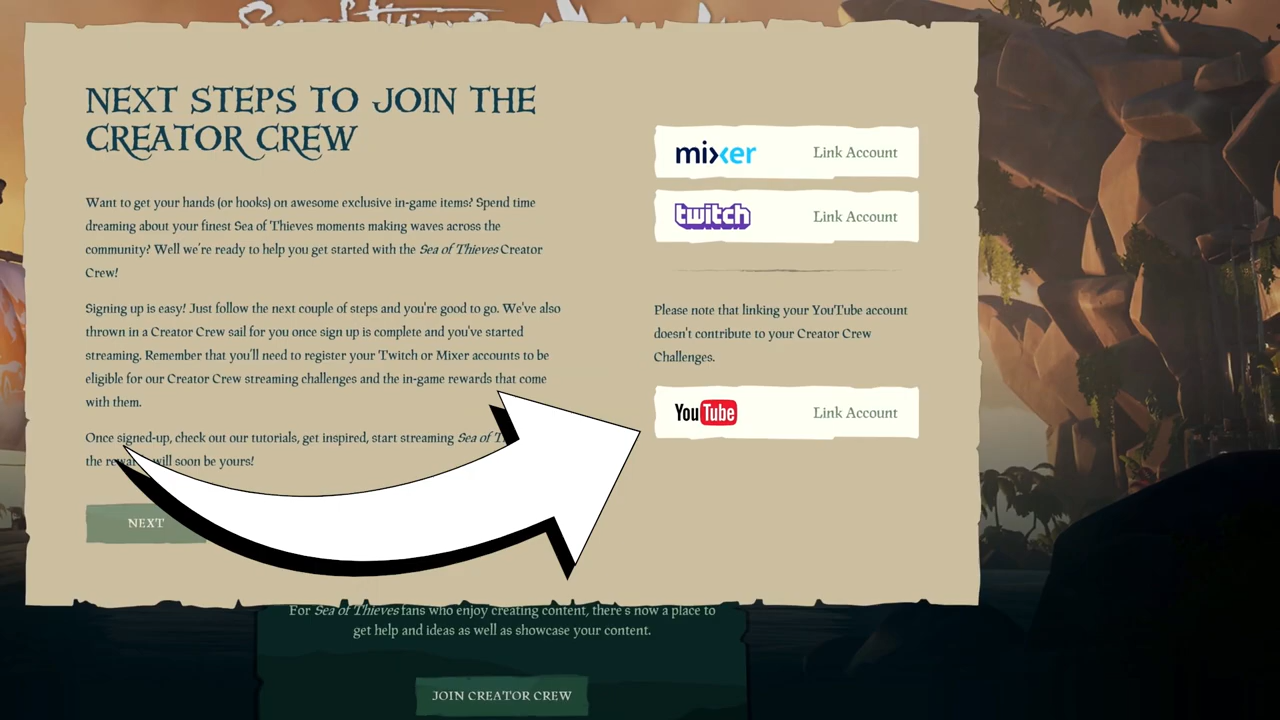 Sea of Thieves
NEXT STEPS TO JOIN THE
CREATOR CREW
Want to get your hands (or hooks) on awesome exclusive in-game items? Spend time
dreaming about your finest Sea of Thieves moments making waves across the
community? Well we're ready to help you get started with the Sea of Thieves Creator
Crew!
Signing up is easy! Just follow the next couple of steps and you're good to go. We've also
thrown in a Creator Crew sail for you once sign up is complete and you've started
streaming. Remember that you'll need to register your Twitch or Mixer accounts to be
eligible for our Creator Crew streaming challenges and the in-game rewards that come
with them.
Once signed-up, check out our tutorials, get inspired, start streaming Sea of
the will soon be yours!
NEXT
mixer Link Account
twitch Link Account
Please note that linking your YouTube account
doesn't contribute to your Creator Crew
Challenges.
YouTube Link Account
For Sea of Thieves fans who enjoy creating content, there's now a place to
get help and ideas as well as showcase your content.
JOIN CREATOR CREW